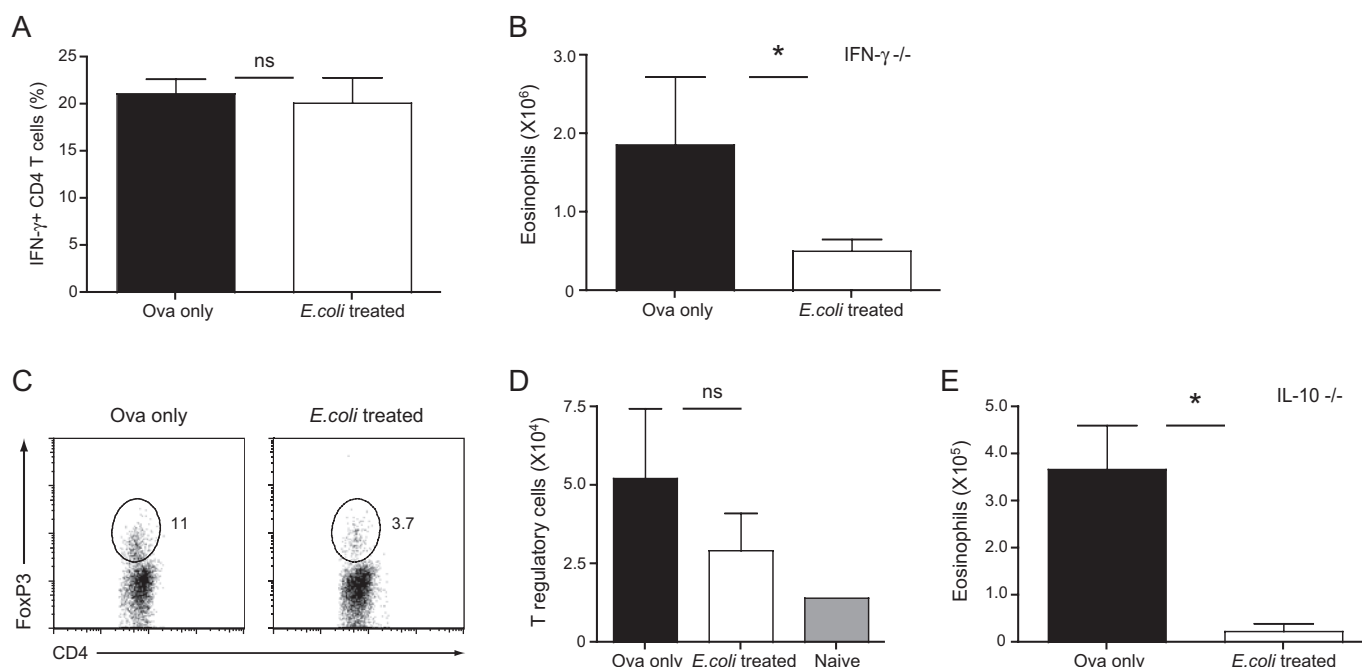 A
ns
IFN-γ+ CD4 T cells (%)
25
20
15
10
5
0
Ova only
E.coli treated
B
*
IFN-γ -/-
Eosinophils (X10⁶)
3.0
2.0
1.0
0
Ova only
E.coli treated
C
Ova only
E.coli treated
11
3.7
FoxP3
CD4
D
ns
T regulatory cells (X10⁴)
7.5
5.0
2.5
0
Ova only
E.coli treated
Naive
E
*
IL-10 -/-
Eosinophils (X10⁵)
5.0
4.0
3.0
2.0
1.0
0
Ova only
E.coli treated